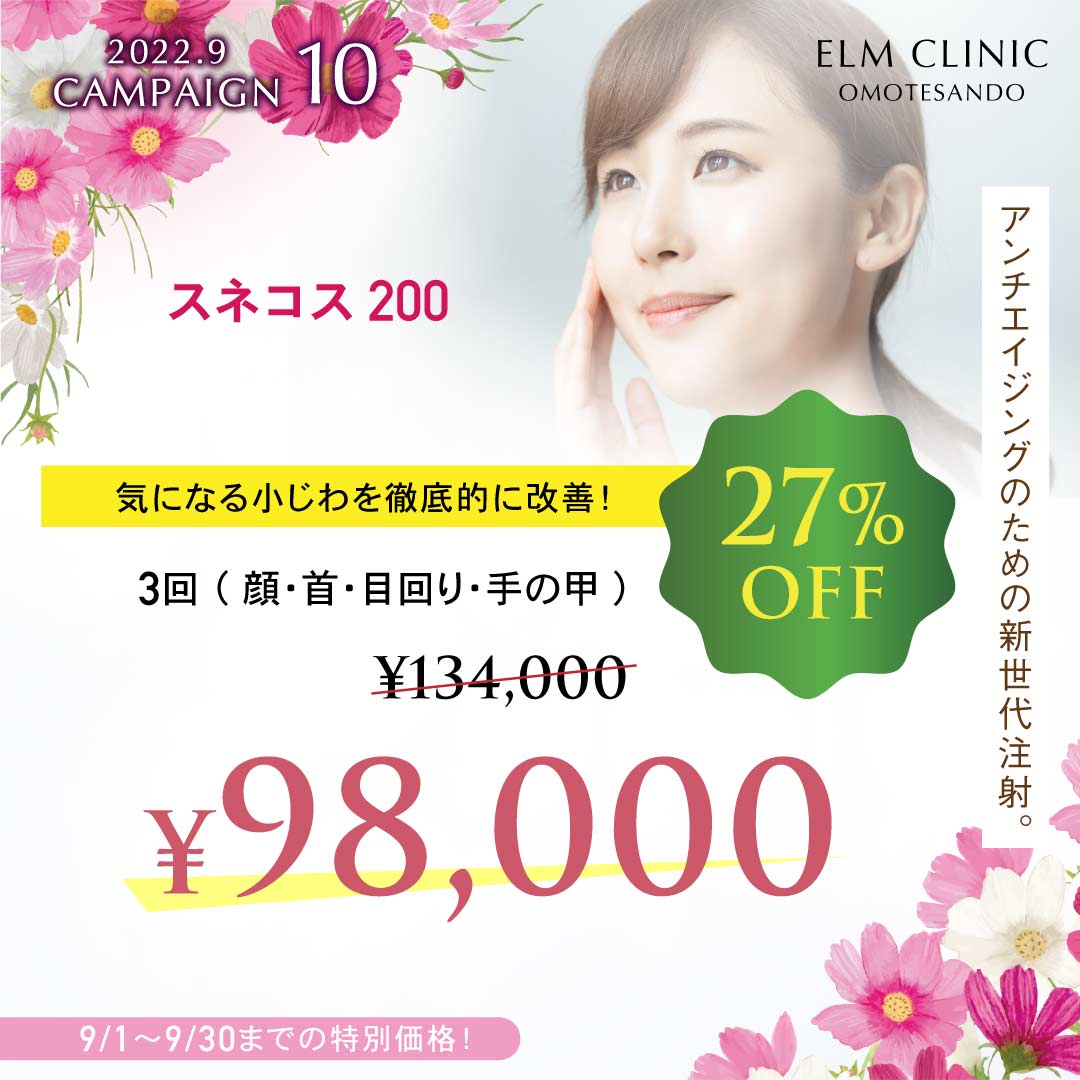 2022.9
CAMPAIGN 10
ELM CLINIC
OMOTESANDO
スネコス 200
アンチエイジングのための新世代注射。
気になる小じわを徹底的に改善！
27%
OFF
3回（ 顔・首・目回り・手の甲 ）
¥134,000
¥98,000
9/1～9/30までの特別価格！